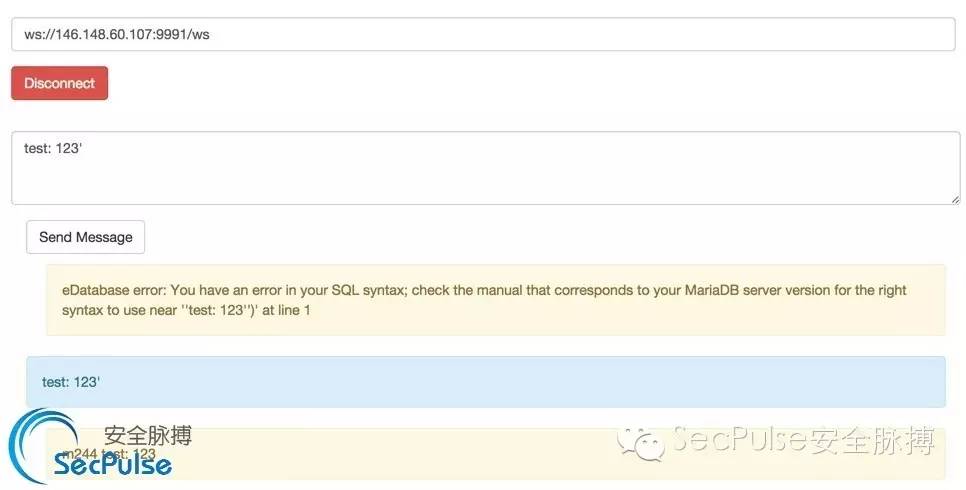 ws://146.148.60.107:9991/ws
Disconnect
test: 123'
Send Message
eDatabase error: You have an error in your SQL syntax; check the manual that corresponds to your MariaDB server version for the right
syntax to use near ''test: 123'')' at line 1
test: 123'
安全脉搏
m244 test: 123
SecPulse
SecPulse安全脉搏